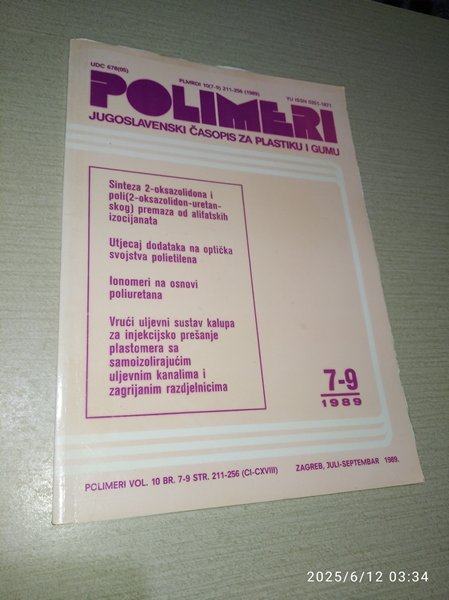 UDC 678(05)
PLMRDI 10(7-9) 211-256 (1989)
YU ISSN 0351-1871
POLIMERI
JUGOSLAVENSKI ČASOPIS ZA PLASTIKU I GUMU
Sinteza 2-oksazolidona i
poli(2-oksazolidon-uretan-
skog) premaza od alifatskih
izocijanata
Utjecaj dodataka na optička
svojstva polietilena
Ionomeri na osnovi
poliuretana
Vrući uljevni sustav kalupa
za injekcijsko prešanje
plastomera sa
samoizolirajućim
uljevnim kanalima i
zagrijanim razdjelnicima
7-9
1989
POLIMERI VOL. 10 BR. 7-9 STR. 211-256 (CI-CXVIII)
ZAGREB, JULI-SEPTEMBAR 1989.
2025/6/12 03:34